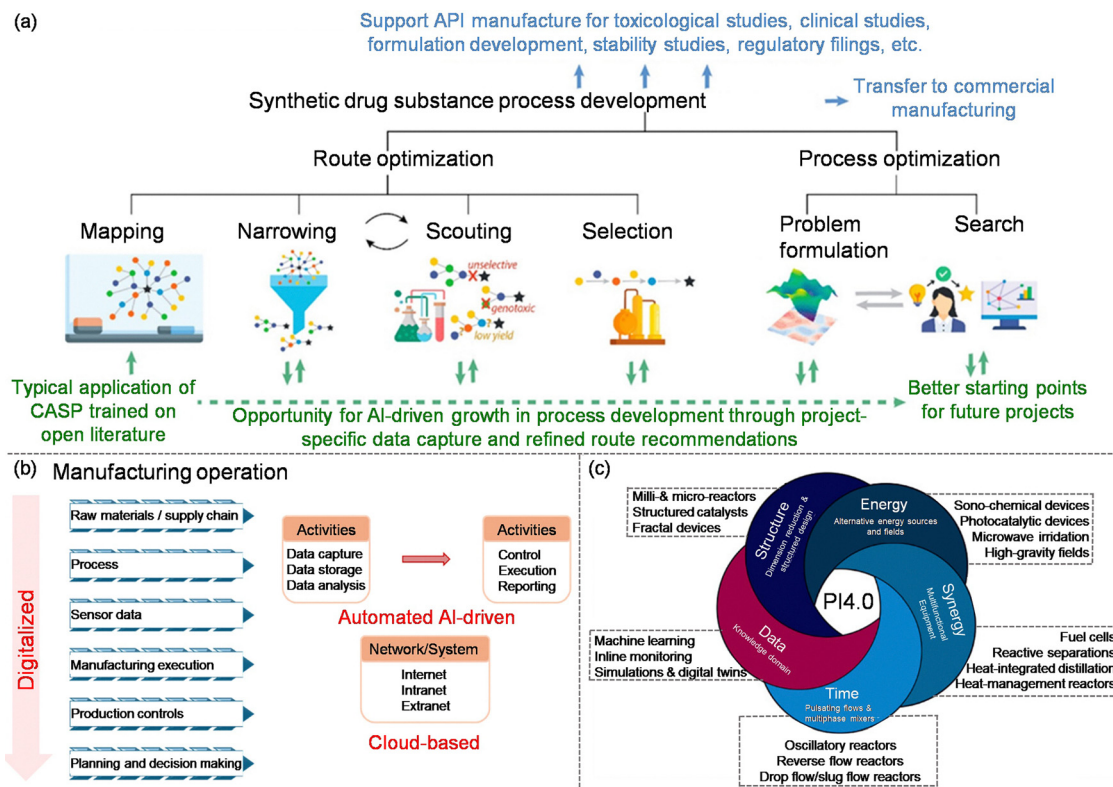 (a)
Support API manufacture for toxicological studies, clinical studies,
formulation development, stability studies, regulatory filings, etc.
Synthetic drug substance process development
Transfer to commercial
manufacturing
Route optimization
Process optimization
Mapping
Narrowing
Scouting
Selection
Problem
formulation
Search
unselective
genotoxic
? ?
low yield
Typical application of
CASP trained on
open literature
Opportunity for AI-driven growth in process development through project-
specific data capture and refined route recommendations
Better starting points
for future projects
(b)
Manufacturing operation
Digitalized
Raw materials / supply chain
Process
Sensor data
Manufacturing execution
Production controls
Planning and decision making
Activities
Data capture
Data storage
Data analysis
Activities
Control
Execution
Reporting
Automated AI-driven
Network/System
Internet
Intranet
Extranet
Cloud-based
(c)
Milli-& micro-reactors
Structured catalysts
Fractal devices
Structure
Dimension reduction &
structured design
Energy
Alternative energy sources
and fields
Sono-chemical devices
Photocatalytic devices
Microwave irridation
High-gravity fields
PI4.0
Synergy
Multifunctional
Equipment
Fuel cells
Reactive separations
Heat-integrated distillation
Heat-management reactors
Machine learning
Inline monitoring
Simulations & digital twins
Data
Knowledge domain
Time
Pulsating flows &
multiphase mixers
Oscillatory reactors
Reverse flow reactors
Drop flow/slug flow reactors